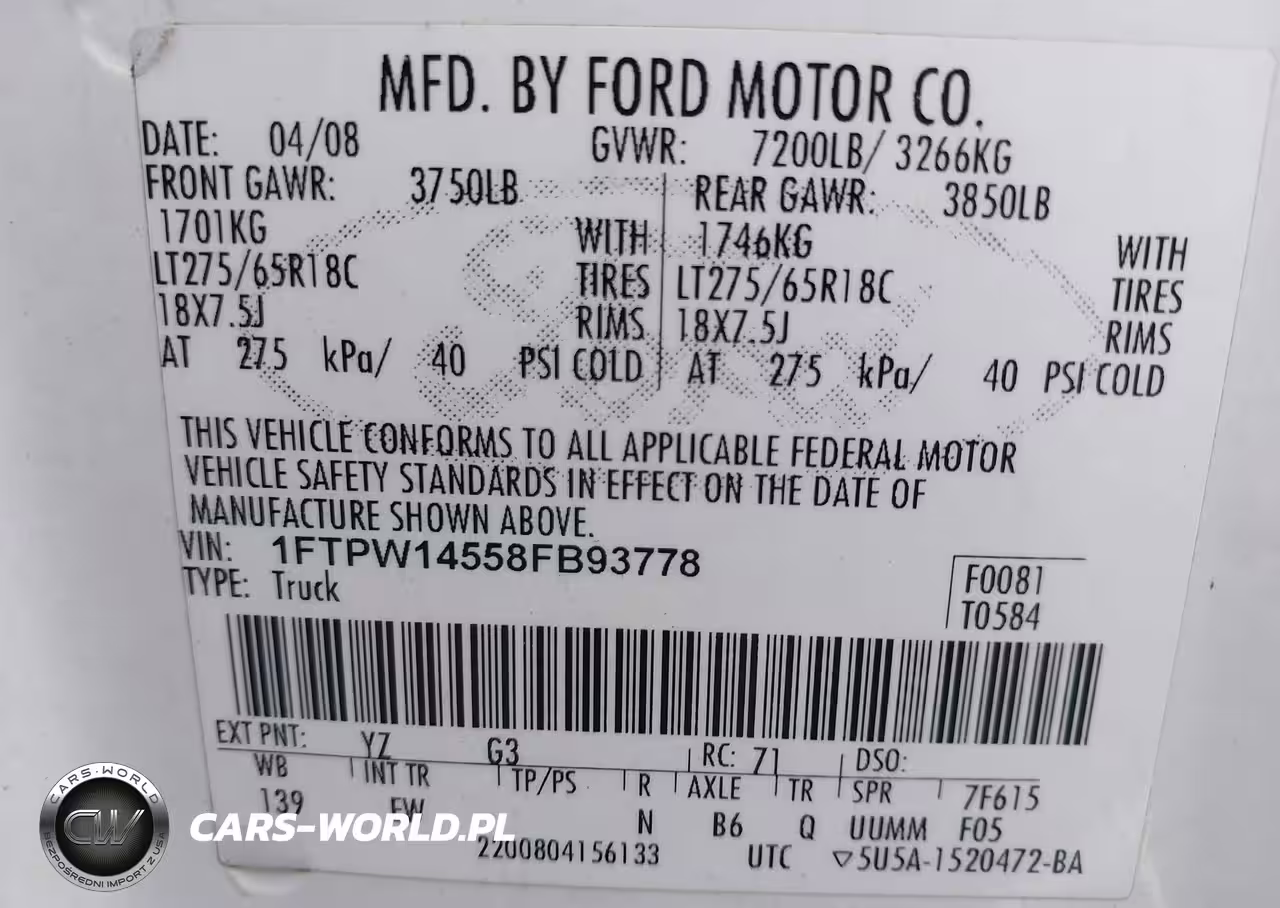 MFD. BY FORD MOTOR CO.
DATE: 04/08 GVWR: 7200LB/ 3266KG
FRONT GAWR: 3750LB REAR GAWR: 3850LB
1701KG WITH 1746KG WITH
LT275/65R18C TIRES LT275/65R18C TIRES
18X7.5J RIMS 18X7.5J RIMS
AT 275 kPa/ 40 PSI COLD AT 275 kPa/ 40 PSI COLD
THIS VEHICLE CONFORMS TO ALL APPLICABLE FEDERAL MOTOR
VEHICLE SAFETY STANDARDS IN EFFECT ON THE DATE OF
MANUFACTURE SHOWN ABOVE.
VIN: 1FTPW14558FB93778
TYPE: Truck
F0081
T0584
EXT PNT: YZ G3 RC: 71 DSO:
WB INT TR TP/PS R AXLE TR SPR 7F615
139 FW N B6 Q UUMM F05
2200804156133 UTC ▽5U5A-1520472-BA
CARS-WORLD
CW
BEZPOŚREDNI IMPORT Z USA
CARS-WORLD.PL